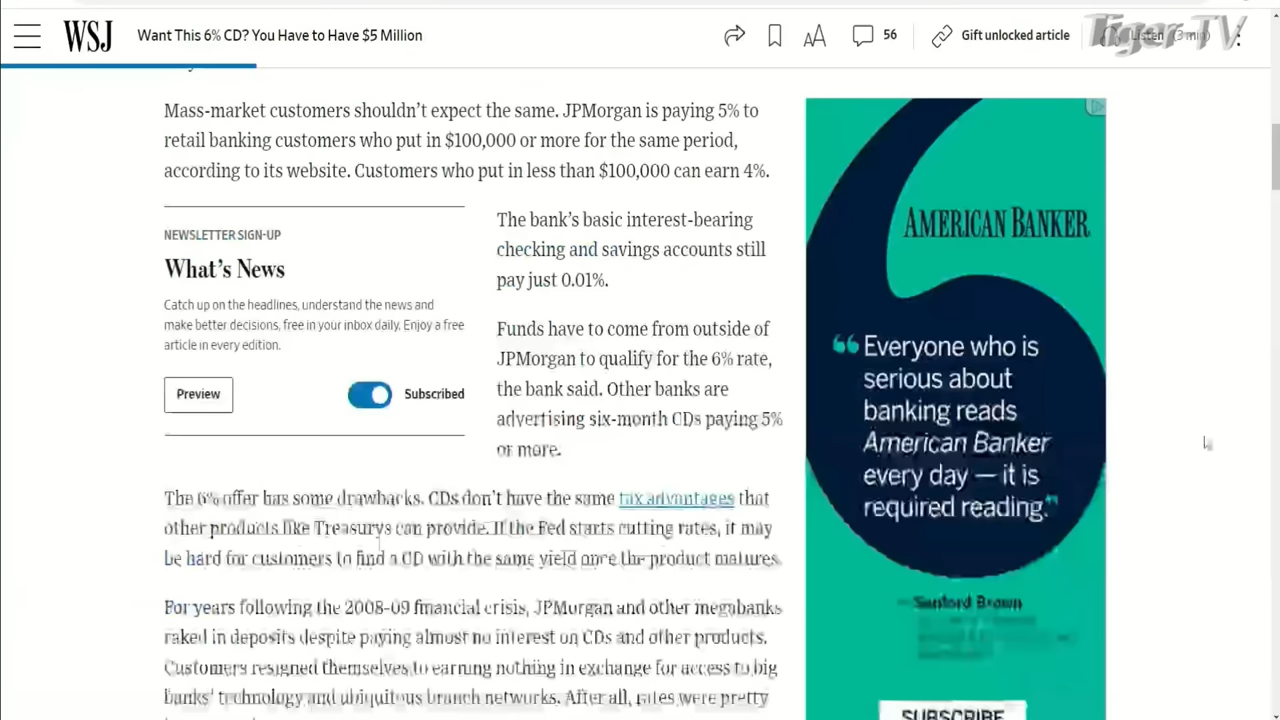 WSJ
Want This 6% CD? You Have to Have $5 Million
56
Gift unlocked article
Listen (3 min)
Tiger TV
Mass-market customers shouldn’t expect the same. JPMorgan is paying 5% to
retail banking customers who put in $100,000 or more for the same period,
according to its website. Customers who put in less than $100,000 can earn 4%.
NEWSLETTER SIGN-UP
What’s News
Catch up on the headlines, understand the news and
make better decisions, free in your inbox daily. Enjoy a free
article in every edition.
Preview
Subscribed
The bank’s basic interest-bearing
checking and savings accounts still
pay just 0.01%.
Funds have to come from outside of
JPMorgan to qualify for the 6% rate,
the bank said. Other banks are
advertising six-month CDs paying 5%
or more.
The 6% offer has some drawbacks. CDs don’t have the same tax advantages that
other products like Treasurys can provide. If the Fed starts cutting rates, it may
be hard for customers to find a CD with the same yield once the product matures.
For years following the 2008-09 financial crisis, JPMorgan and other megabanks
raked in deposits despite paying almost no interest on CDs and other products.
Customers resigned themselves to earning nothing in exchange for access to big
banks’ technology and ubiquitous branch networks. After all, rates were pretty
AMERICAN BANKER
“Everyone who is
serious about
banking reads
American Banker
every day — it is
required reading.”
— Sanford Brown
SUBSCRIBE